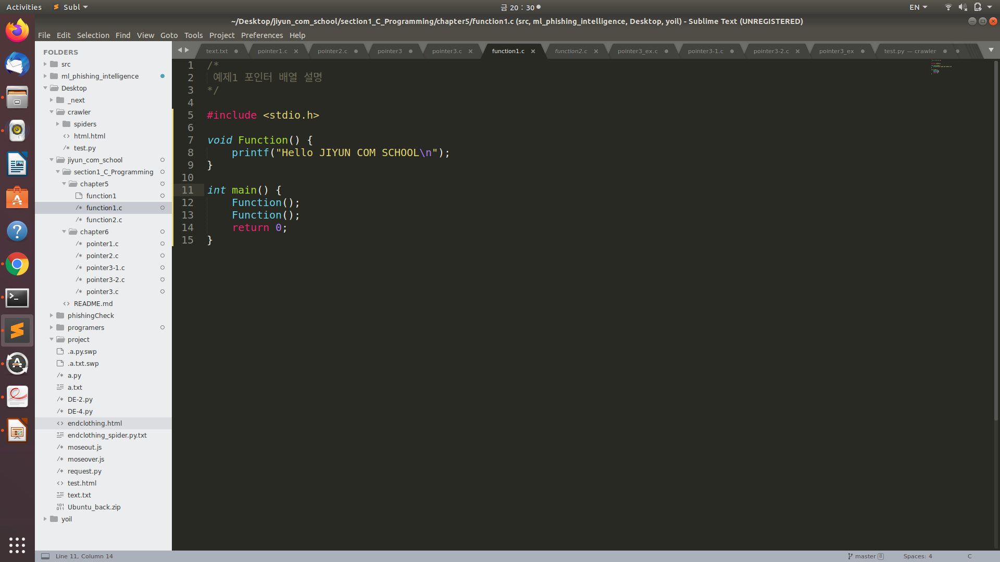 Activities
Subl
금 20 : 30
EN
~/Desktop/jiyun_com_school/section1_C_Programming/chapter5/function1.c (src, ml_phishing_intelligence, Desktop, yoil) - Sublime Text (UNREGISTERED)
File Edit Selection Find View Goto Tools Project Preferences Help
FOLDERS
src
ml_phishing_intelligence
Desktop
_next
crawler
spiders
html.html
test.py
jiyun_com_school
section1_C_Programming
chapter5
function1
function1.c
function2.c
chapter6
pointer1.c
pointer2.c
pointer3-1.c
pointer3-2.c
pointer3.c
README.md
phishingCheck
programers
project
.a.py.swp
.a.txt.swp
a.py
a.txt
DE-2.py
DE-4.py
endclothing.html
endclothing_spider.py.txt
moseout.js
moseover.js
request.py
test.html
text.txt
Ubuntu_back.zip
yoil
text.txt pointer1.c pointer2.c pointer3 pointer3.c function1.c function2.c pointer3_ex.c pointer3-1.c pointer3-2.c pointer3_ex test.py — crawler
1 /*
2 예제1 포인터 배열 설명
3 */
4
5 #include <stdio.h>
6
7 void Function() {
8 printf("Hello JIYUN COM SCHOOL\n");
9 }
10
11 int main() {
12 Function();
13 Function();
14 return 0;
15 }
Line 11, Column 14
master 8
Spaces: 4
C